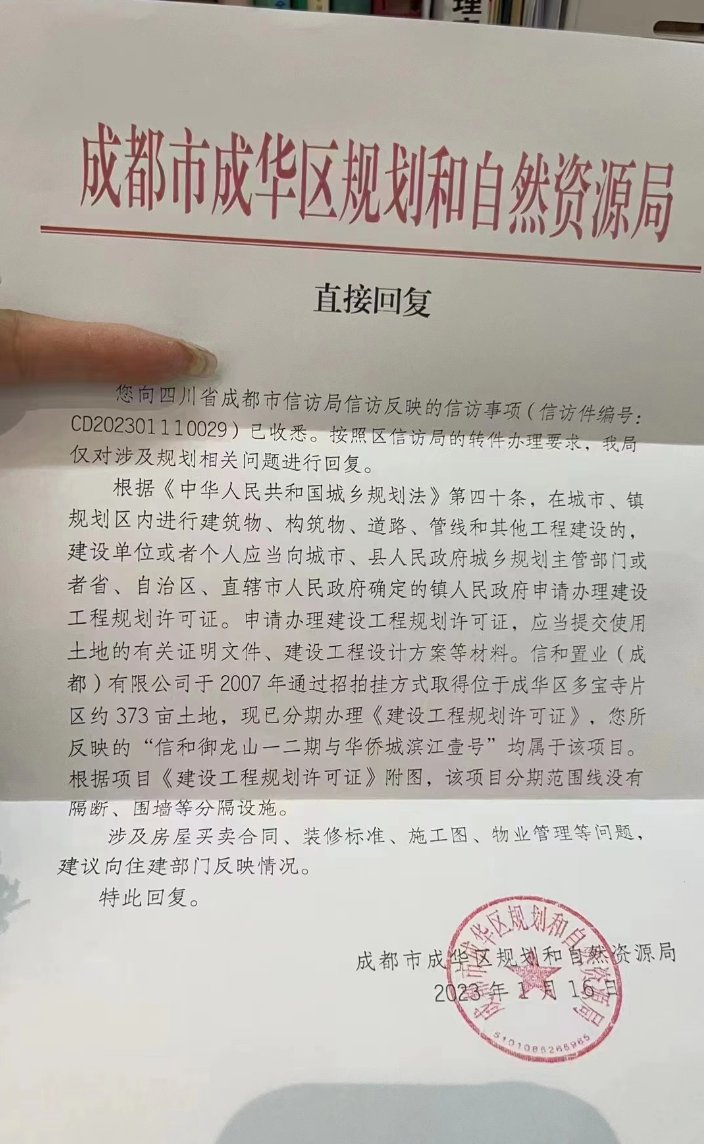 成都市成华区规划和自然资源局
直接回复
您向四川省成都市信访局信访反映的信访事项（信访件编号：
CD202301110029）已收悉。按照区信访局的转件办理要求，我局
仅对涉及规划相关问题进行回复。
根据《中华人民共和国城乡规划法》第四十条，在城市、镇
规划区内进行建筑物、构筑物、道路、管线和其他工程建设的，
建设单位或者个人应当向城市、县人民政府城乡规划主管部门或
者省、自治区、直辖市人民政府确定的镇人民政府申请办理建设
工程规划许可证。申请办理建设工程规划许可证，应当提交使用
土地的有关证明文件、建设工程设计方案等材料。信和置业（成
都）有限公司于 2007 年通过招拍挂方式取得位于成华区多宝寺片
区约 373 亩土地，现已分期办理《建设工程规划许可证》，您所
反映的“信和御龙山一二期与华侨城滨江壹号”均属于该项目。
根据项目《建设工程规划许可证》附图，该项目分期范围线没有
隔断、围墙等分隔设施。
涉及房屋买卖合同、装修标准、施工图、物业管理等问题，
建议向住建部门反映情况。
特此回复。
成都市成华区规划和自然资源局
2023 年 1 月 16 日
成都市成华区规划和自然资源局